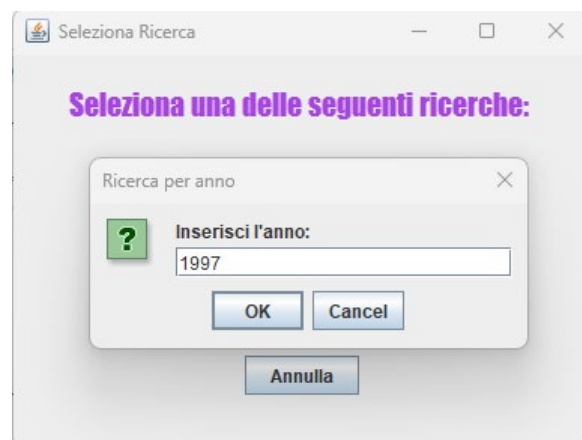 Seleziona Ricerca
Seleziona una delle seguenti ricerche:
Ricerca per anno
?
Inserisci l'anno:
1997
OK Cancel
Annulla